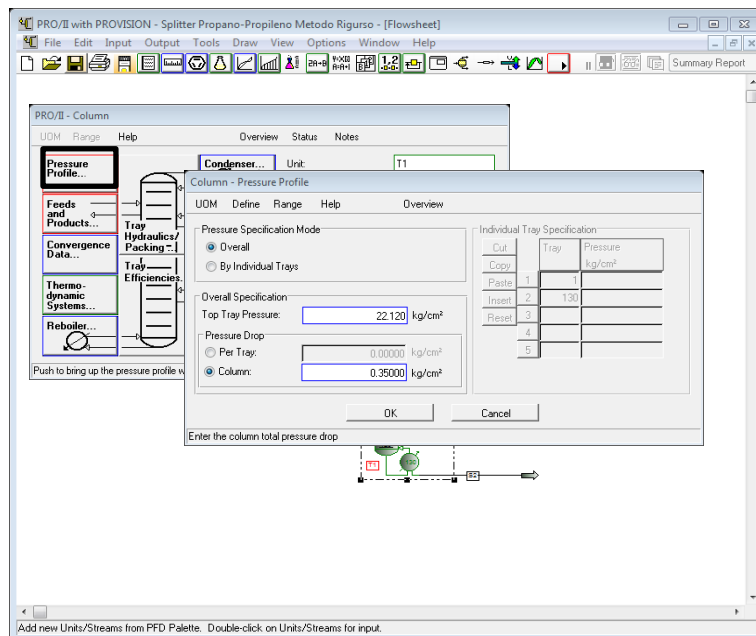 PRO/II with PROVISION - Splitter Propano-Propileno Metodo Rigurso - [Flowsheet]
File Edit Input Output Tools Draw View Options Window Help
Summary Report
PRO/II - Column
UOM Range Help Overview Status Notes
Pressure Profile...
Condenser...
Unit: T1
Feeds and Products...
Tray Hydraulics/ Packing ...
Convergence Data...
Tray Efficiencies...
Thermo- dynamic Systems...
Reboiler...
Push to bring up the pressure profile w
Column - Pressure Profile
UOM Define Range Help Overview
Pressure Specification Mode
Overall
By Individual Trays
Overall Specification
Top Tray Pressure: 22.120 kg/cm²
Pressure Drop
Per Tray: 0.00000 kg/cm²
Column: 0.35000 kg/cm²
Individual Tray Specification
Cut
Copy
Paste
Insert
Reset
Tray Pressure
kg/cm²
1 1
2 130
3
4
5
OK Cancel
Enter the column total pressure drop
T1
130
Add new Units/Streams from PFD Palette. Double-click on Units/Streams for input.